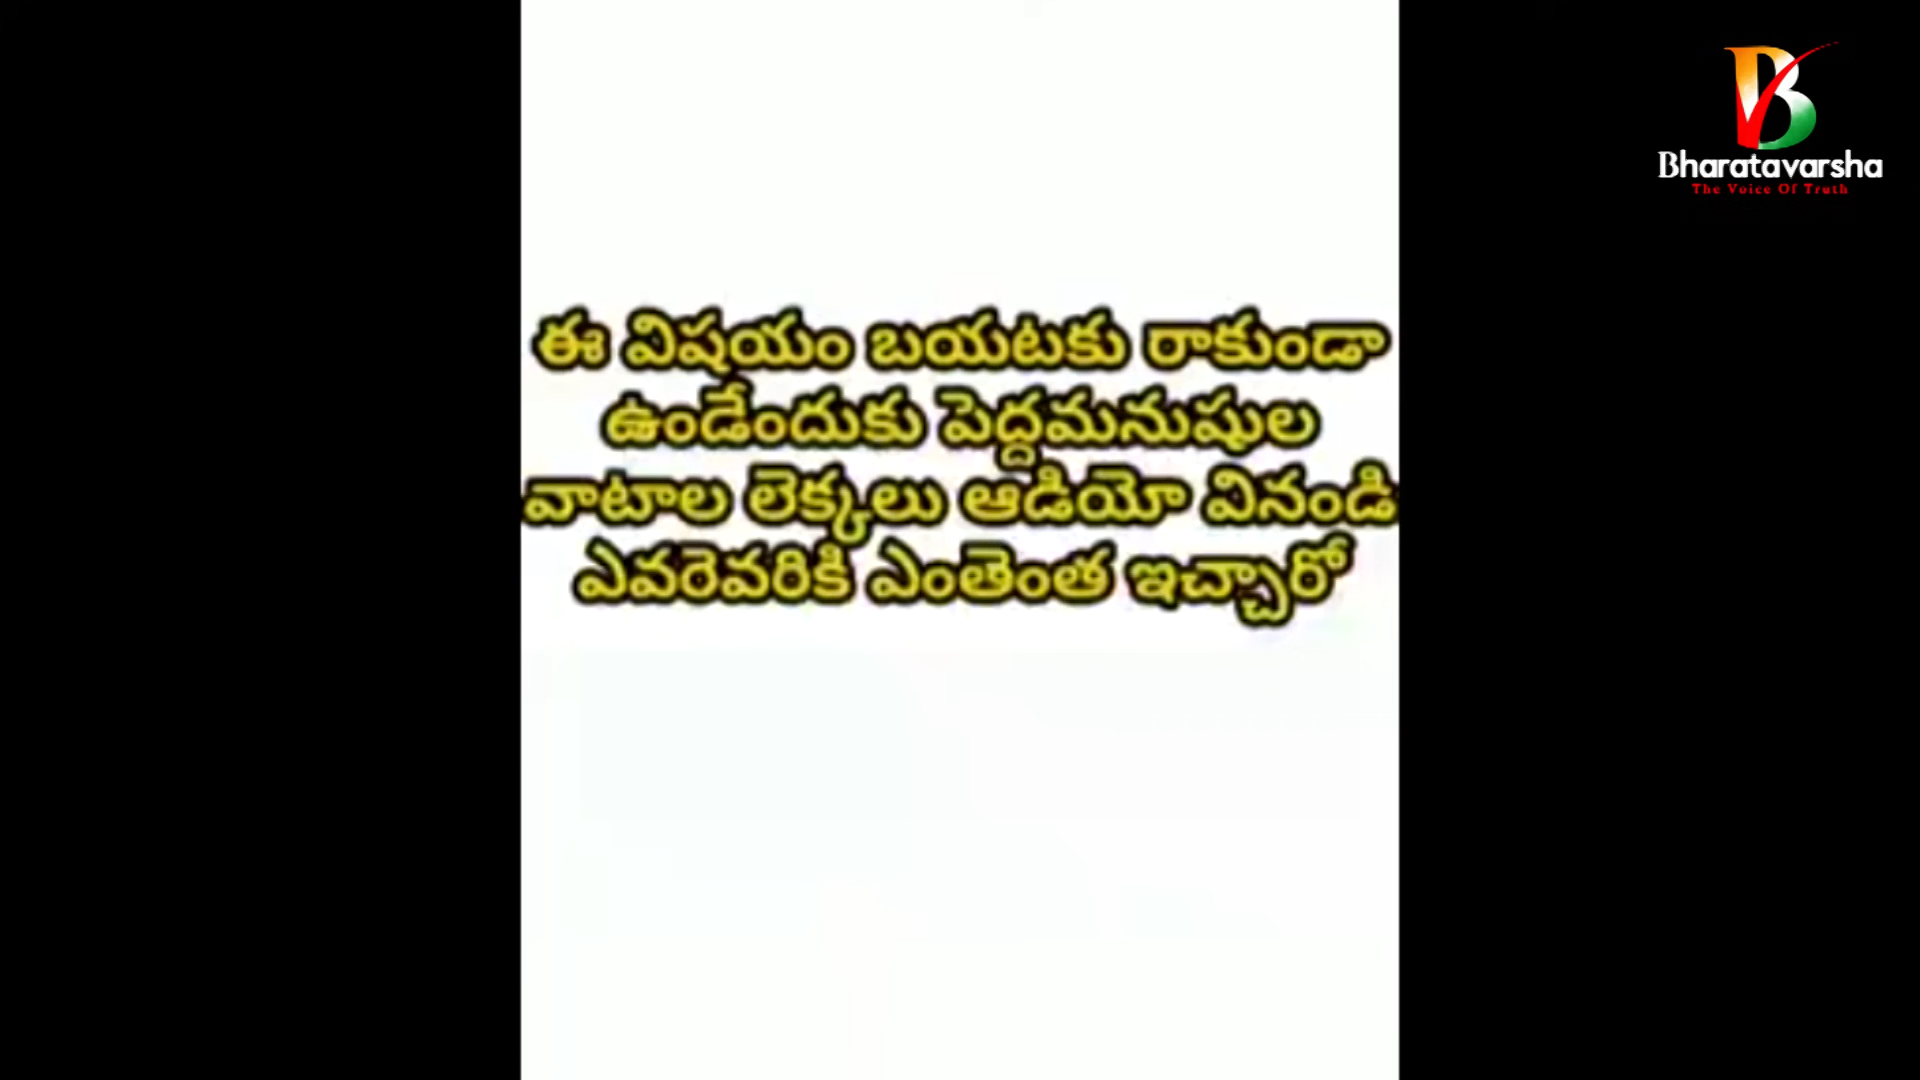 ఈ విషయం బయటకు రాకుండా
ఉండేందుకు పెద్దమనుషుల
వాటాల లెక్కలు ఆడియో వినండి
ఎవరెవరికి ఎంతెంత ఇచ్చారో
Bharatavarsha
The Voice Of Truth